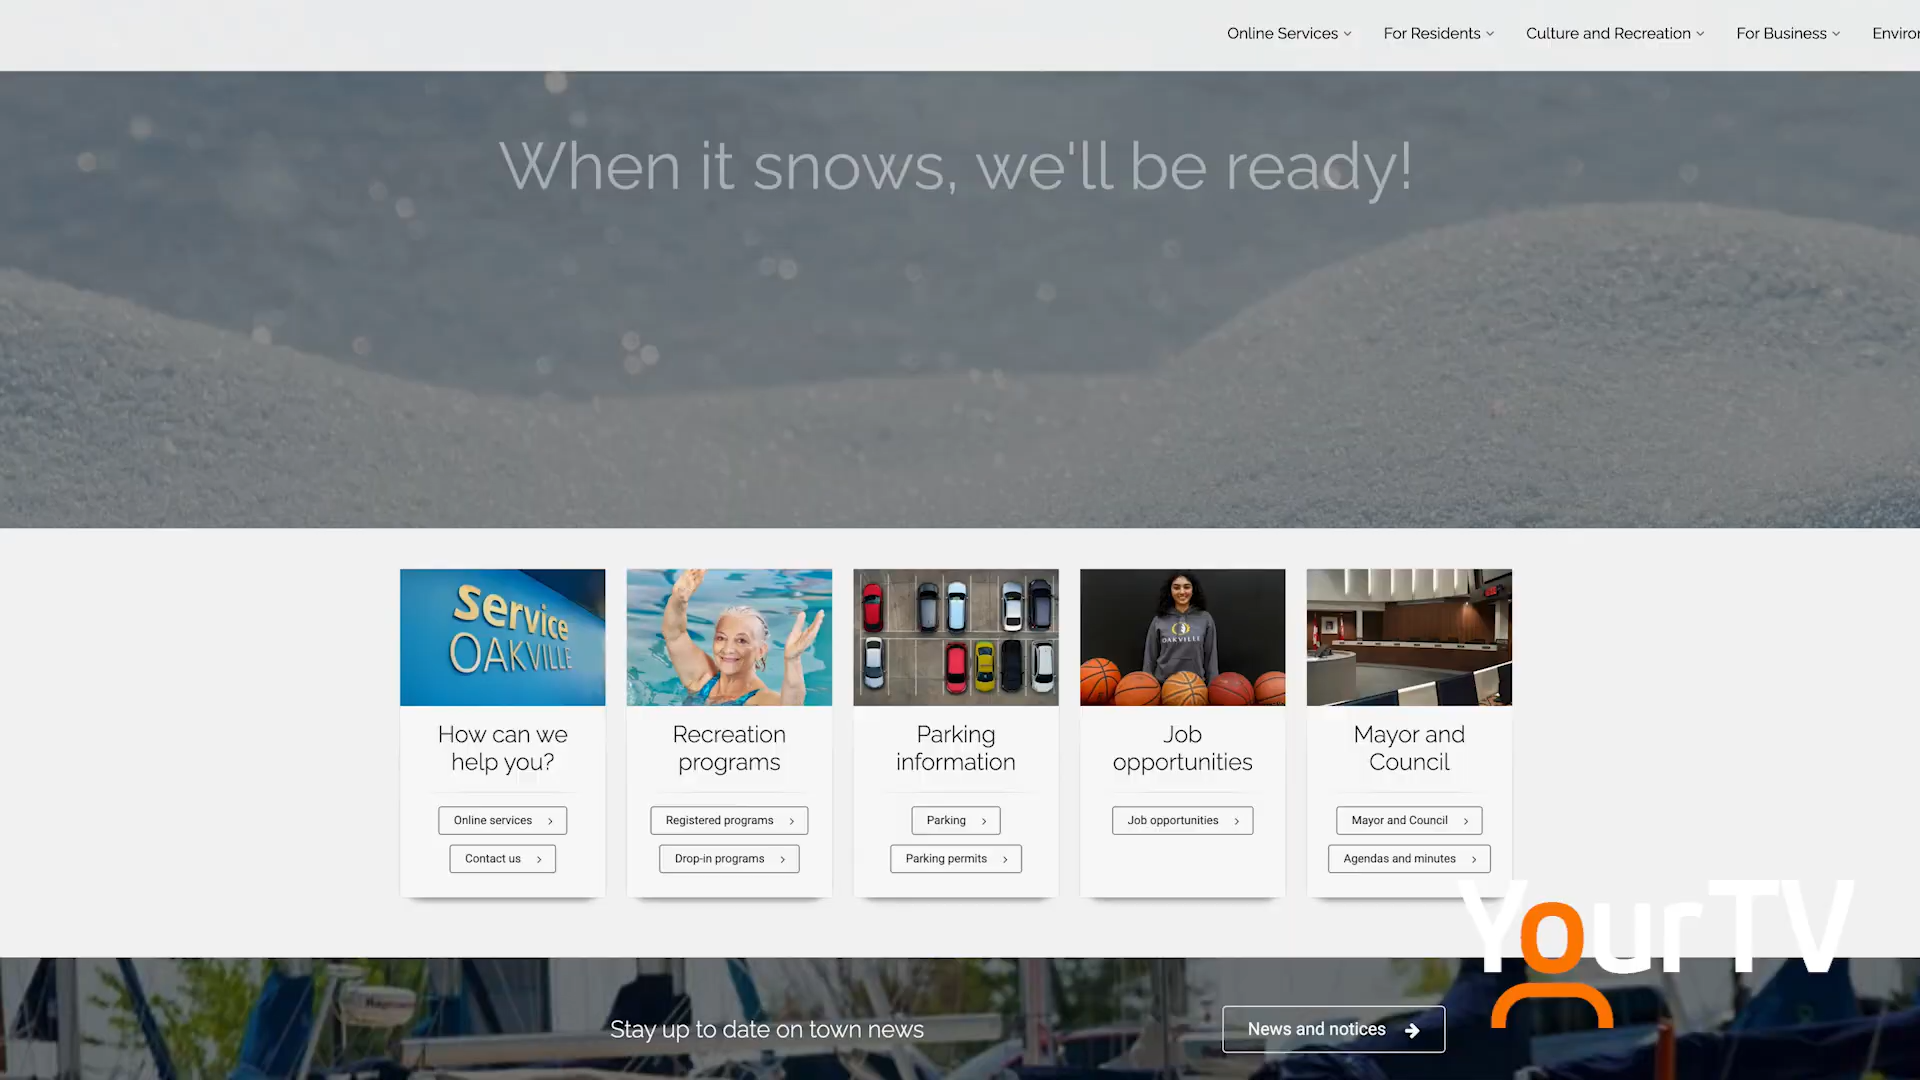 Online Services
For Residents
Culture and Recreation
For Business
Enviro
When it snows, we'll be ready!
service
OAKVILLE
OAKVILLE
How can we
help you?
Online services
Contact us
Recreation
programs
Registered programs
Drop-in programs
Parking
information
Parking
Parking permits
Job
opportunities
Job opportunities
Mayor and
Council
Mayor and Council
Agendas and minutes
YourTV
Stay up to date on town news
News and notices